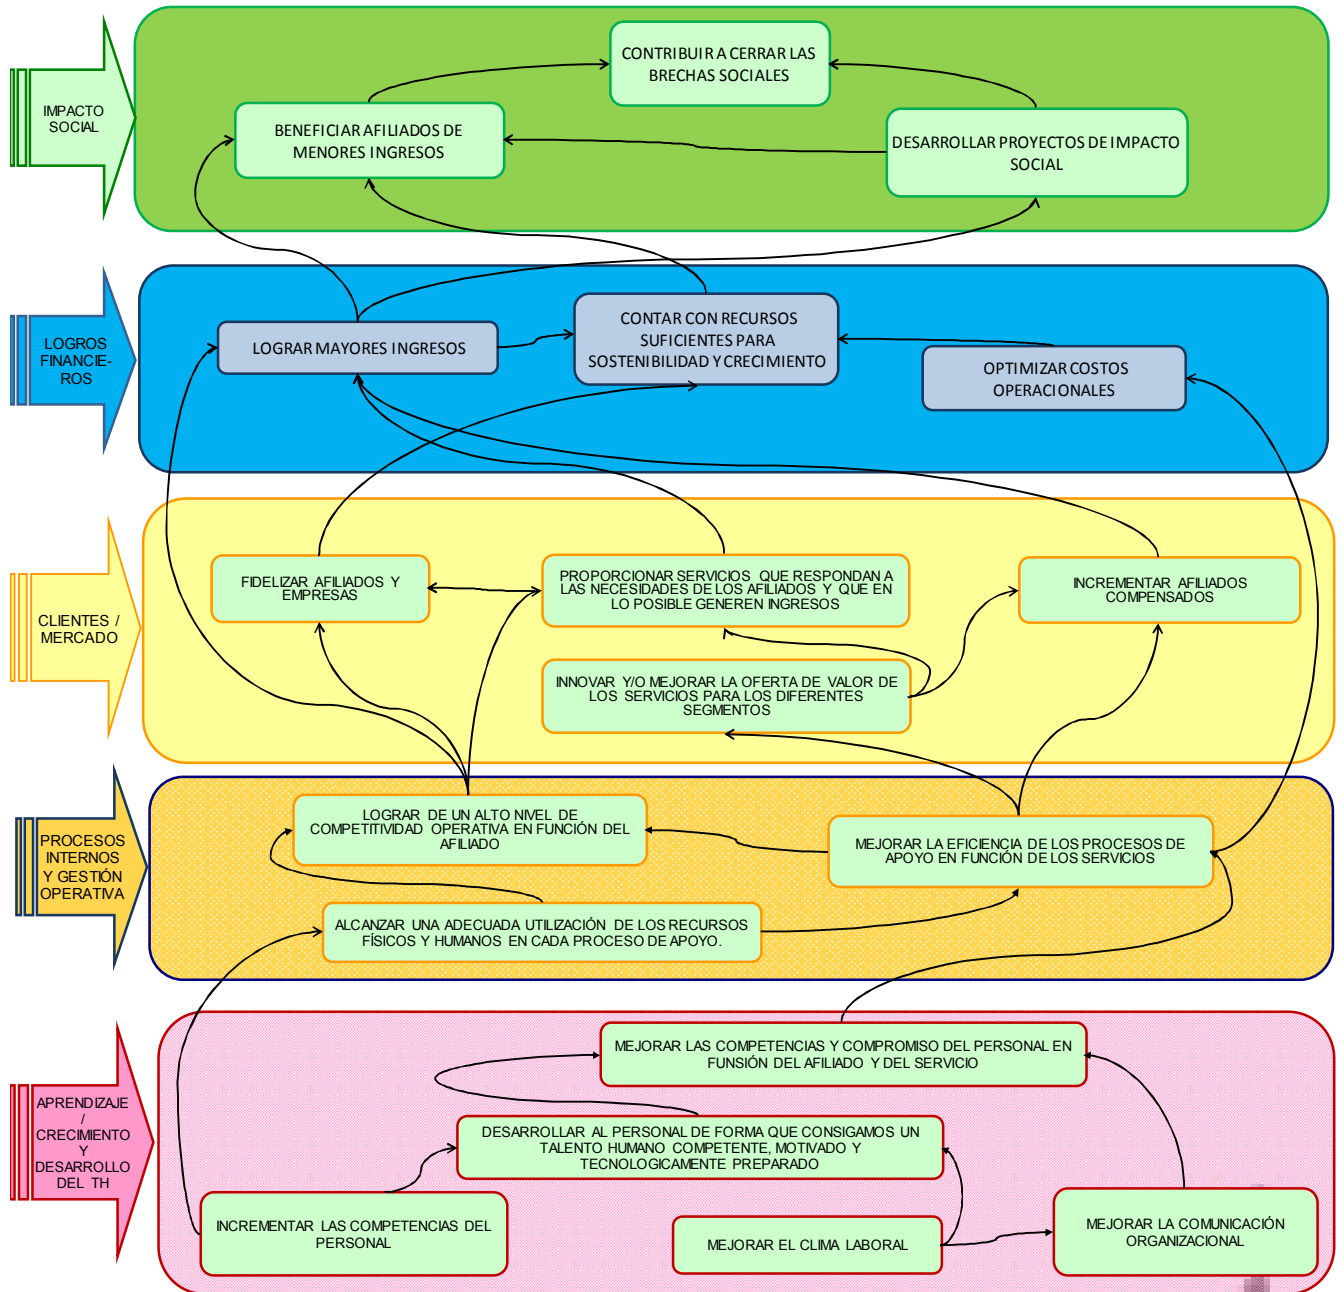 IMPACTO
SOCIAL
CONTRIBUIR A CERRAR LAS
BRECHAS SOCIALES
BENEFICIAR AFILIADOS DE
MENORES INGRESOS
DESARROLLAR PROYECTOS DE IMPACTO
SOCIAL
LOGROS
FINANCIE-
ROS
LOGRAR MAYORES INGRESOS
CONTAR CON RECURSOS
SUFICIENTES PARA
SOSTENIBILIDAD Y CRECIMIENTO
OPTIMIZAR COSTOS
OPERACIONALES
CLIENTES /
MERCADO
FIDELIZAR AFILIADOS Y
EMPRESAS
PROPORCIONAR SERVICIOS QUE RESPONDAN A
LAS NECESIDADES DE LOS AFILIADOS Y QUE EN
LO POSIBLE GENEREN INGRESOS
INCREMENTAR AFILIADOS
COMPENSADOS
INNOVAR Y/O MEJORAR LA OFERTA DE VALOR DE
LOS SERVICIOS PARA LOS DIFERENTES
SEGMENTOS
PROCESOS
INTERNOS
Y GESTIÓN
OPERATIVA
LOGRAR DE UN ALTO NIVEL DE
COMPETITIVIDAD OPERATIVA EN FUNCIÓN DEL
AFILIADO
MEJORAR LA EFICIENCIA DE LOS PROCESOS DE
APOYO EN FUNCIÓN DE LOS SERVICIOS
ALCANZAR UNA ADECUADA UTILIZACIÓN DE LOS RECURSOS
FÍSICOS Y HUMANOS EN CADA PROCESO DE APOYO.
APRENDIZAJE
/
CRECIMIENTO
Y
DESARROLLO
DEL TH
MEJORAR LAS COMPETENCIAS Y COMPROMISO DEL PERSONAL EN
FUNSIÓN DEL AFILIADO Y DEL SERVICIO
DESARROLLAR AL PERSONAL DE FORMA QUE CONSIGAMOS UN
TALENTO HUMANO COMPETENTE, MOTIVADO Y
TECNOLOGICAMENTE PREPARADO
INCREMENTAR LAS COMPETENCIAS DEL
PERSONAL
MEJORAR EL CLIMA LABORAL
MEJORAR LA COMUNICACIÓN
ORGANIZACIONAL